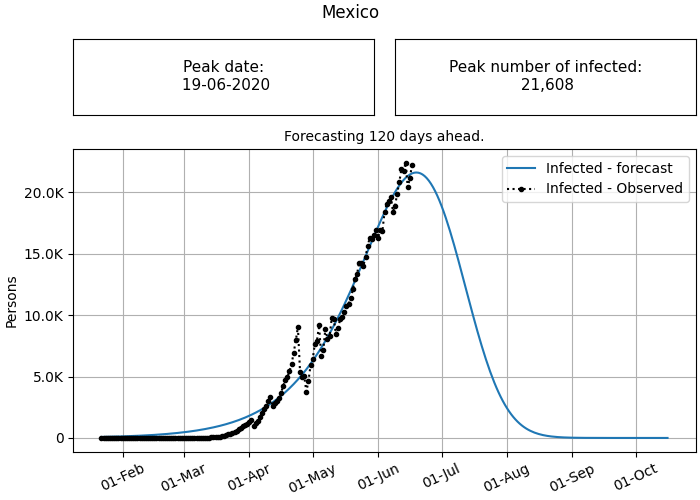 Mexico
Peak date:
19-06-2020
Peak number of infected:
21,608
Forecasting 120 days ahead.
Infected - forecast
Infected - Observed
Persons
20.0K
15.0K
10.0K
5.0K
0
01-Feb
01-Mar
01-Apr
01-May
01-Jun
01-Jul
01-Aug
01-Sep
01-Oct